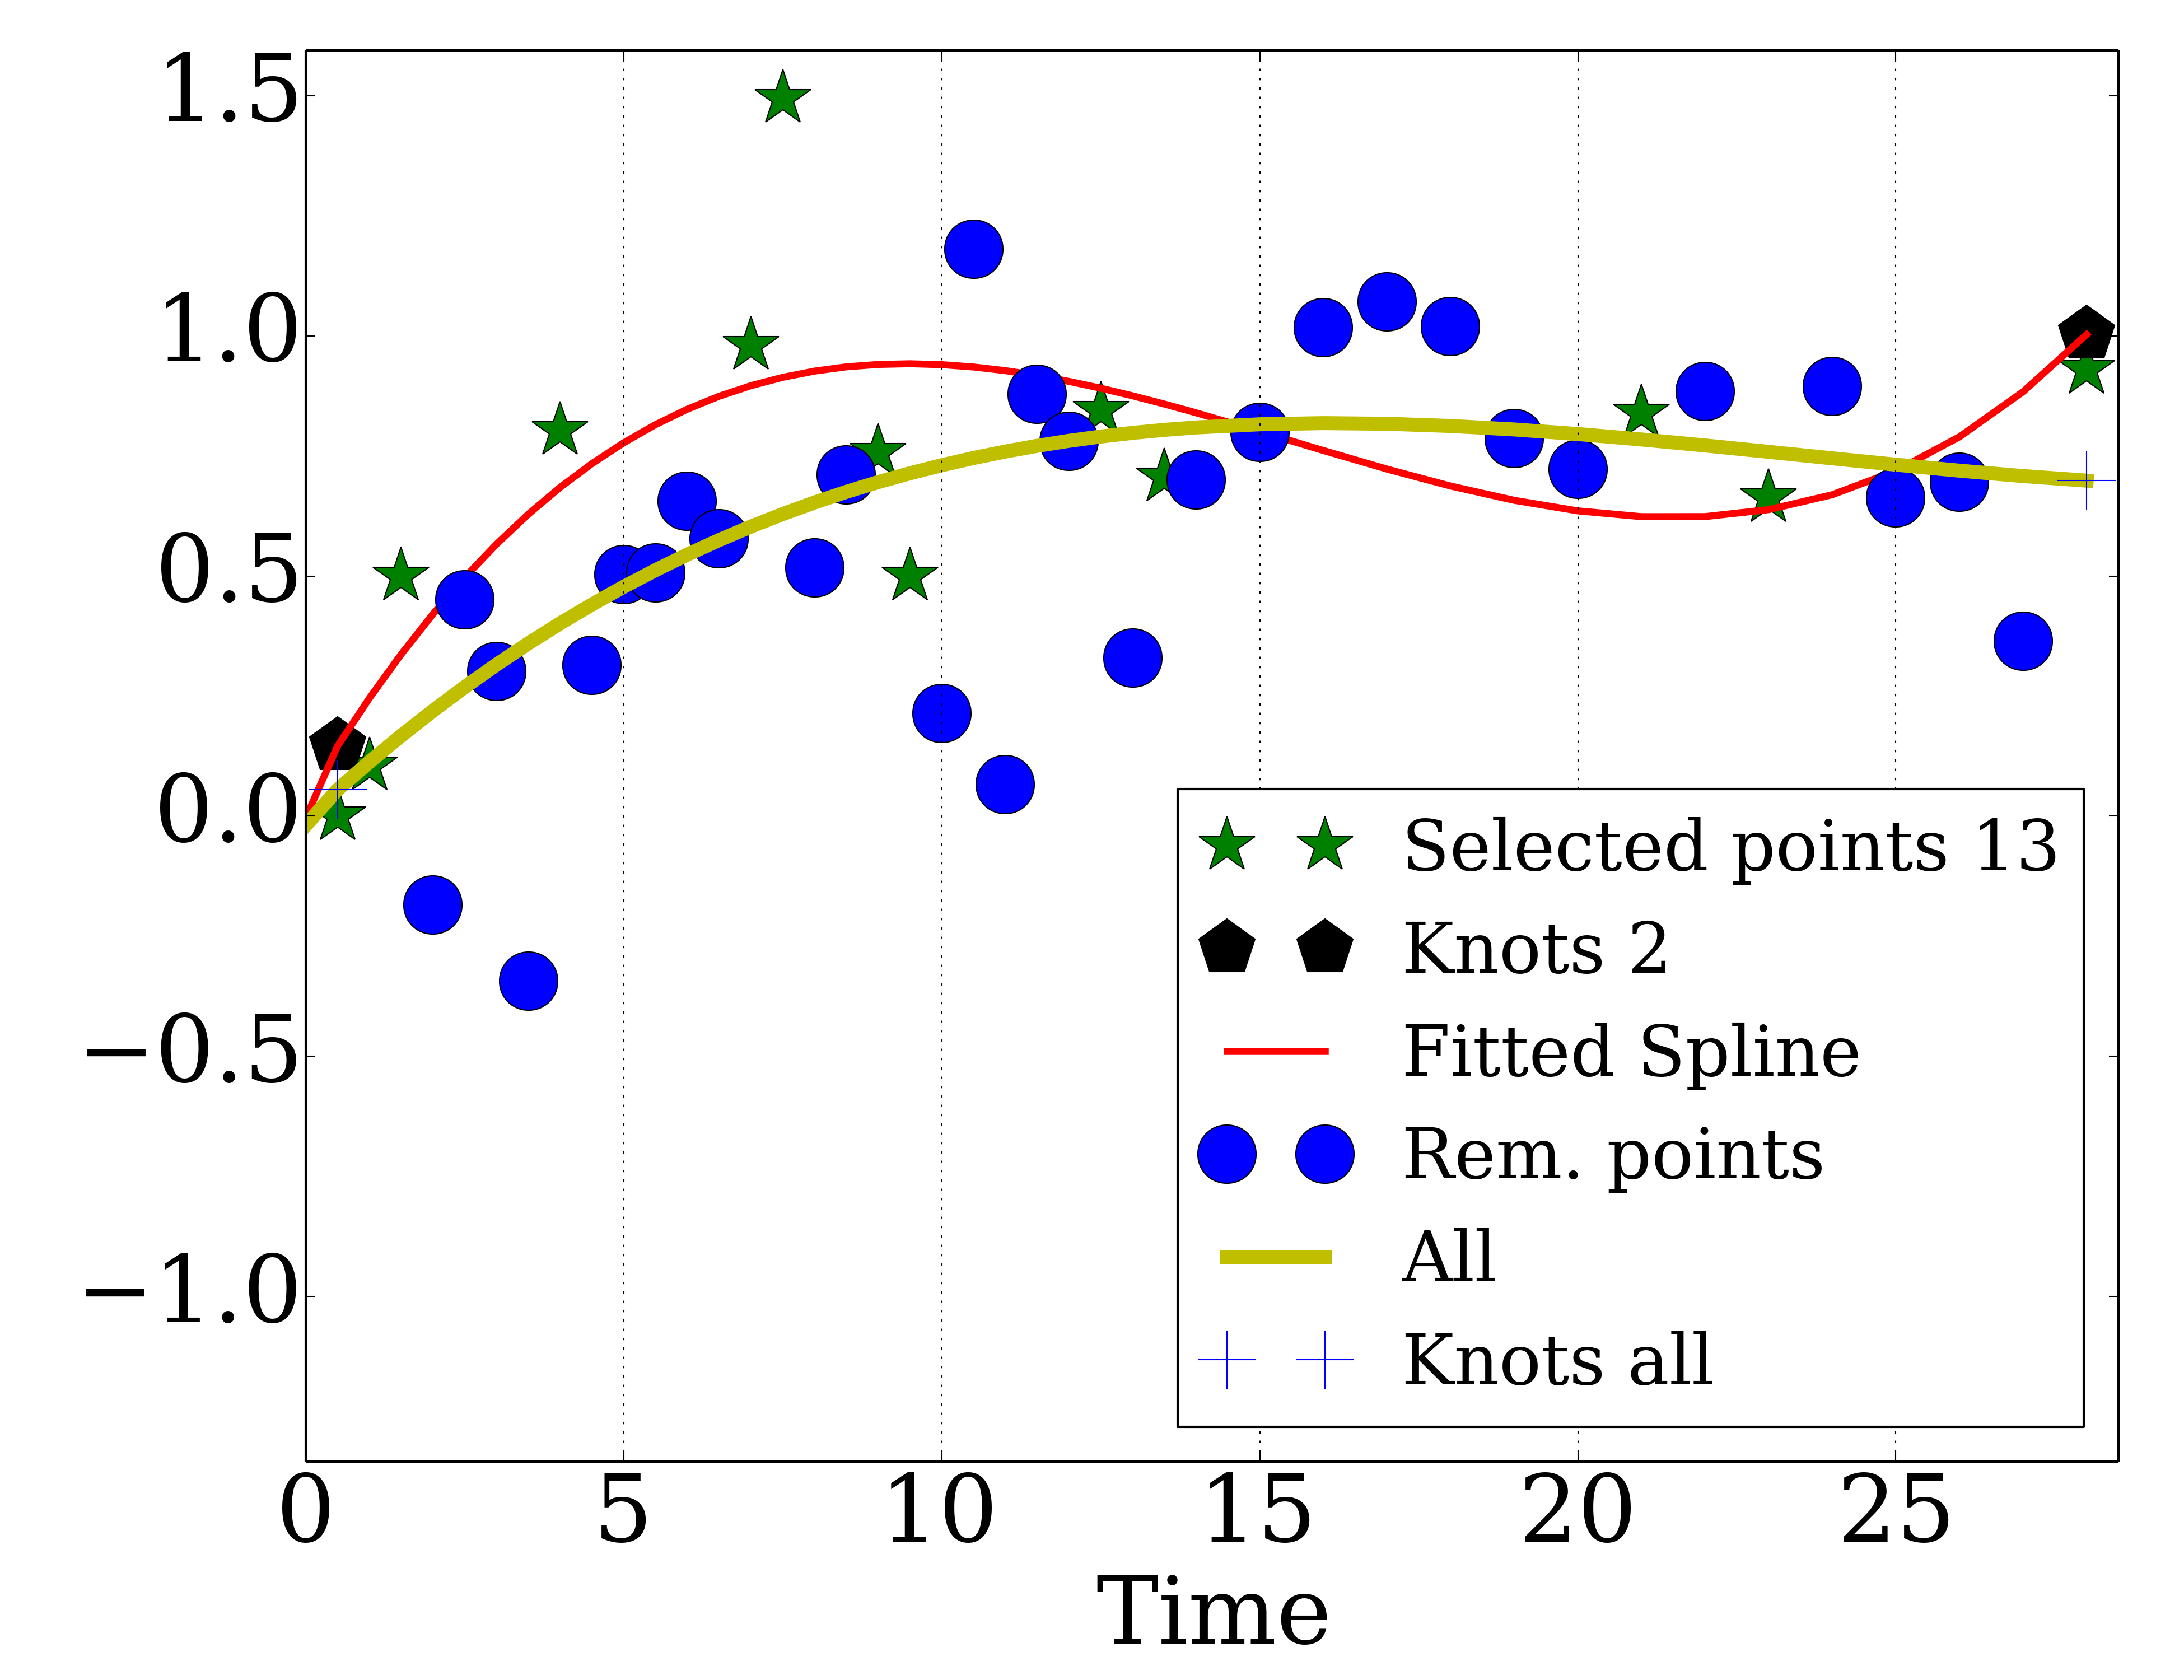 1.5
1.0
0.5
0.0
−0.5
−1.0
0 5 10 15 20 25
Time
Selected points 13
Knots 2
Fitted Spline
Rem. points
All
Knots all